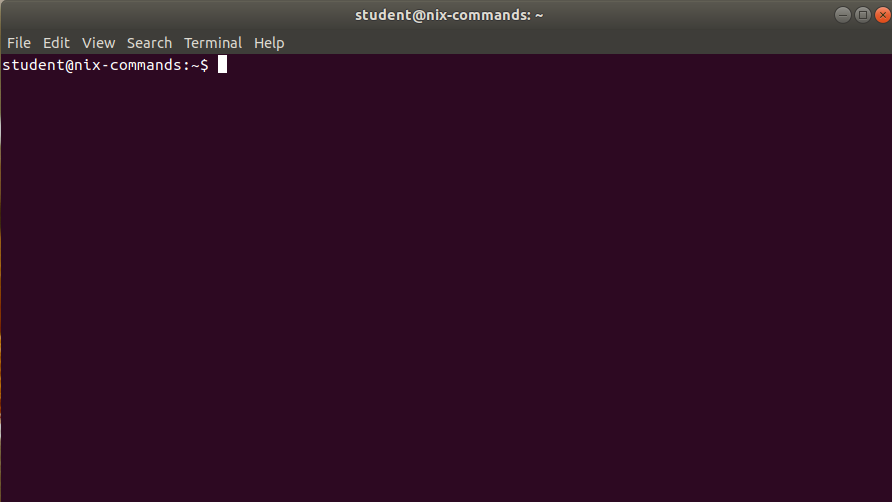 student@nix-commands: ~
File Edit View Search Terminal Help
student@nix-commands:~$